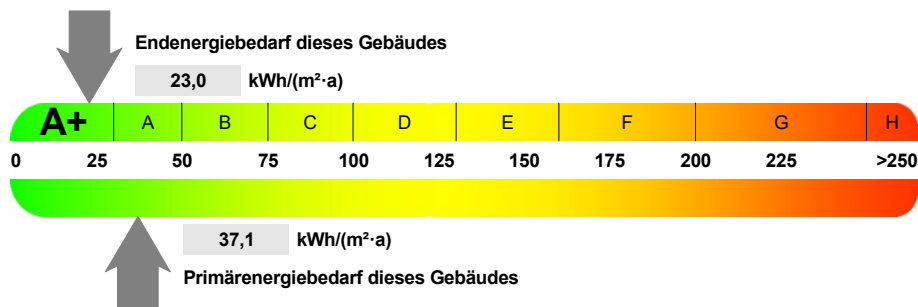 Endenergiebedarf dieses Gebäudes
23,0 kWh/(m²·a)
A+ A B C D E F G H
0 25 50 75 100 125 150 175 200 225 >250
37,1 kWh/(m²·a)
Primärenergiebedarf dieses Gebäudes